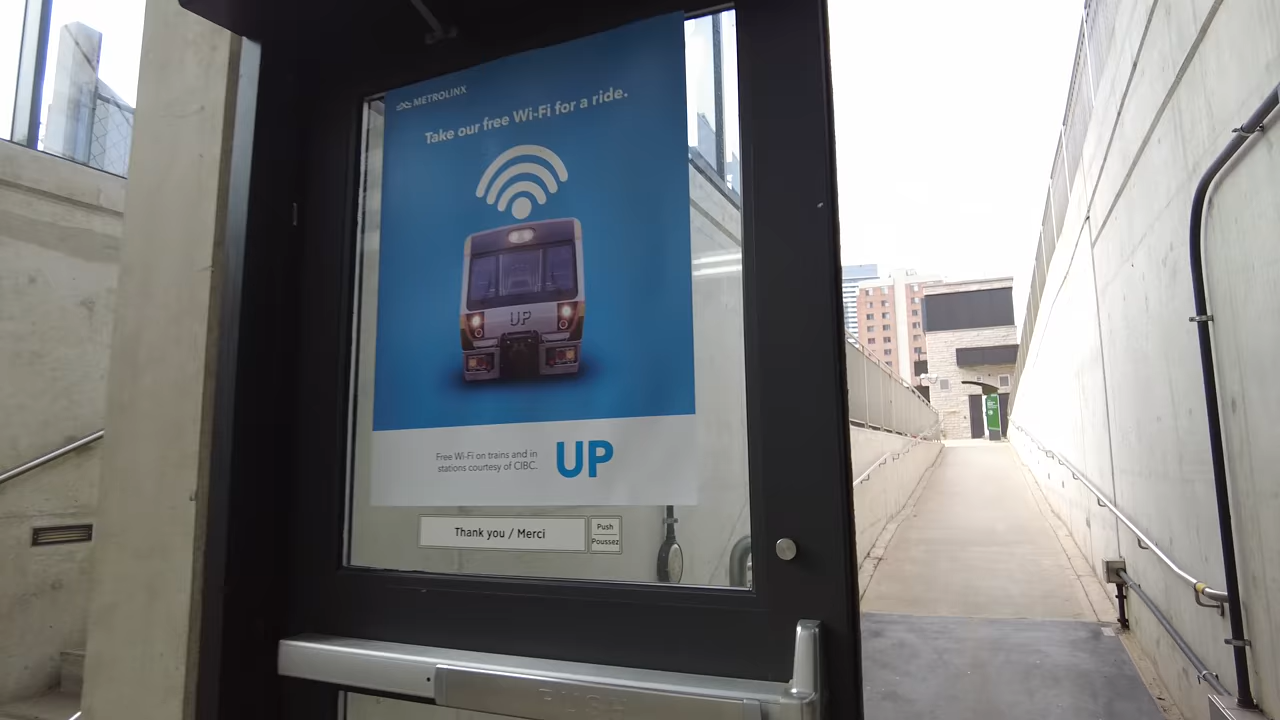 METROLINX
Take our free Wi-Fi for a ride.
UP
Free Wi-Fi on trains and in
stations courtesy of CIBC.
UP
Thank you / Merci
Push
Poussez
PUSH